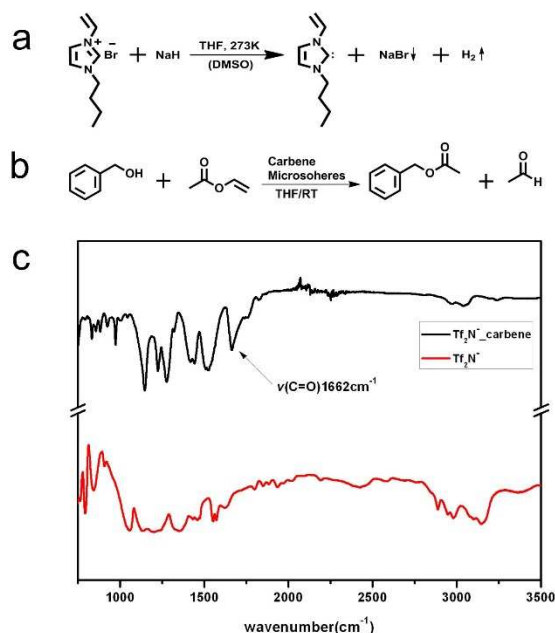 a
N + − Br + NaH THF, 273K (DMSO) N N : + NaBr↓ + H₂↑
N
b
OH + O O Carbene Microsoheres THF/RT O O + O H
c
Tf₂N⁻_carbene
Tf₂N⁻
ν(C=O)1662cm⁻¹
1000 1500 2000 2500 3000 3500
wavenumber(cm⁻¹)